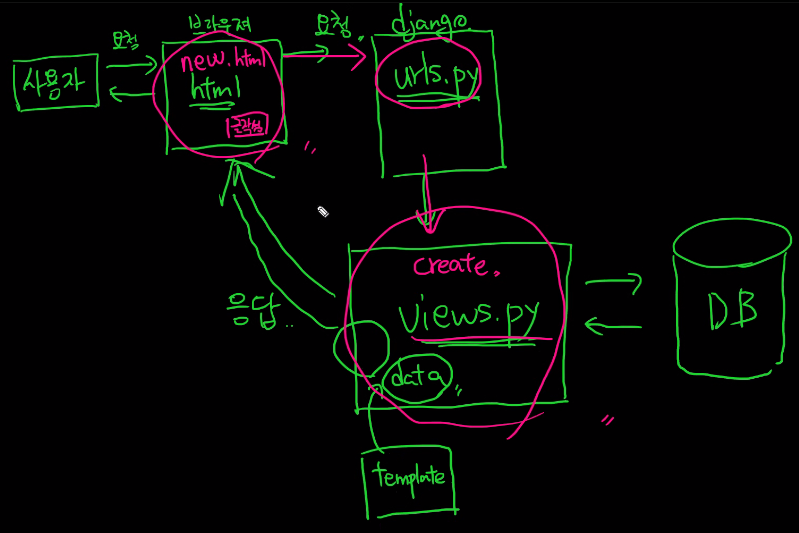 브라우저
요청
django.
요청
new.html
urls.py
사용자
html
글작성
create.
응답..
views.py
DB
data
template